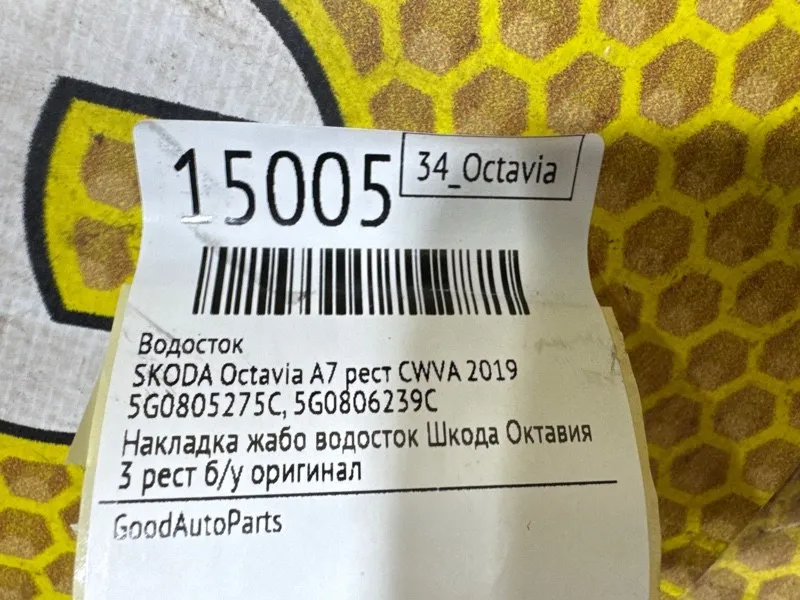 15005
34_Octavia
Водосток
SKODA Octavia A7 рест CWVA 2019
5G0805275C, 5G0806239C
Накладка жабо водосток Шкода Октавия
3 рест б/у оригинал
GoodAutoParts